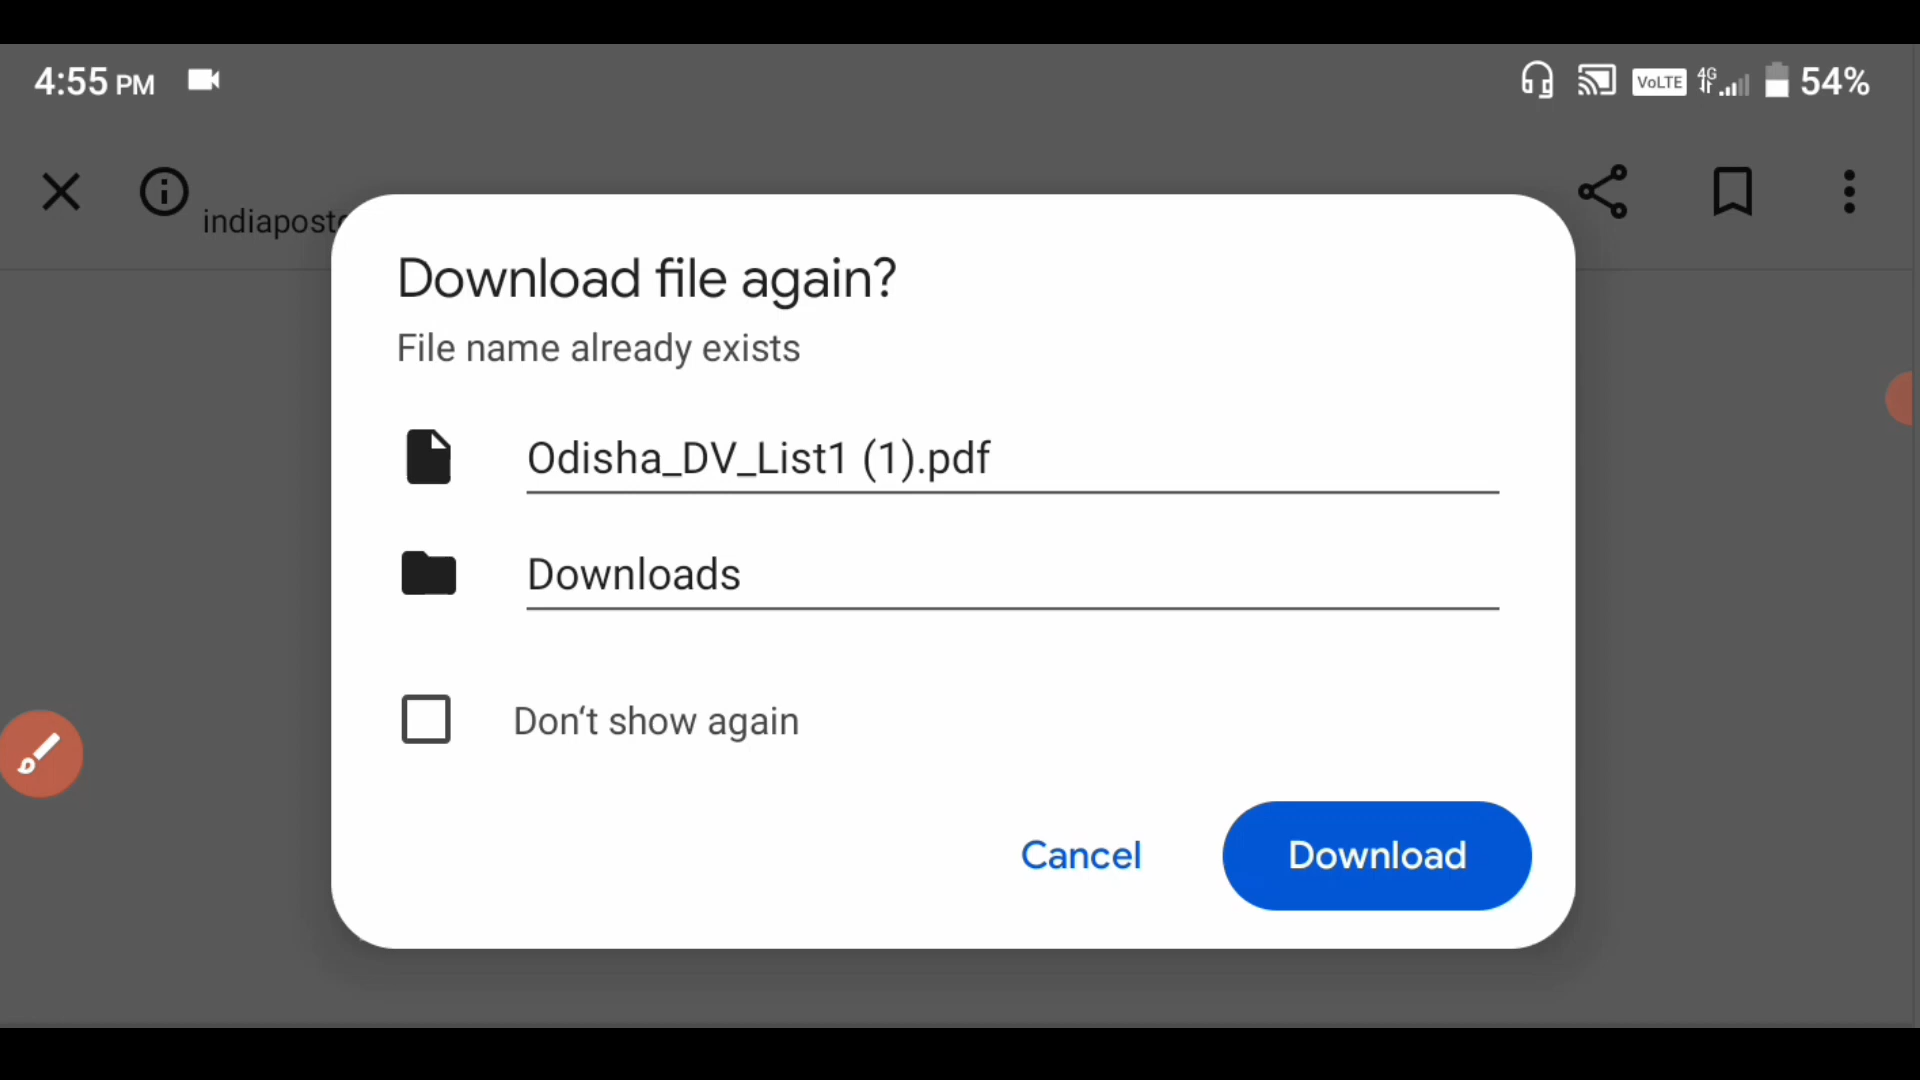 4:55 PM
VoLTE 4G 54%
indiapost
Download file again?
File name already exists
Odisha_DV_List1 (1).pdf
Downloads
Don‘t show again
Cancel Download